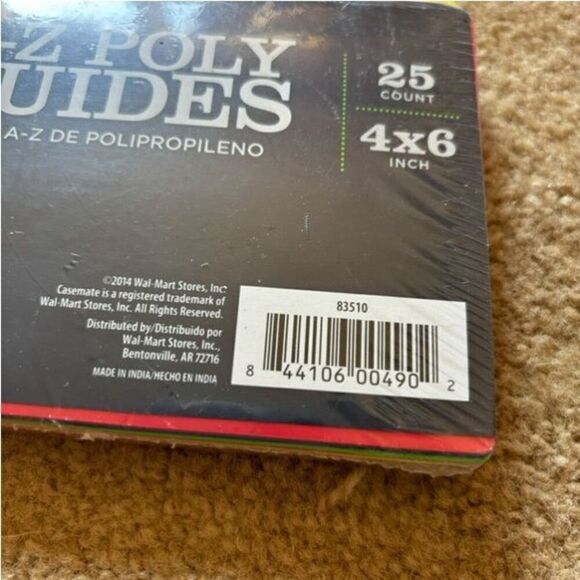 -Z POLY
UIDES
A-Z DE POLIPROPILENO
25
COUNT
4x6
INCH
©2014 Wal-Mart Stores, Inc.
Casemate is a registered trademark of
Wal-Mart Stores, Inc. All Rights Reserved.
Distributed by/Distribuido por
Wal-Mart Stores, Inc.,
Bentonville, AR 72716
MADE IN INDIA/HECHO EN INDIA
83510
8 44106 00490 2